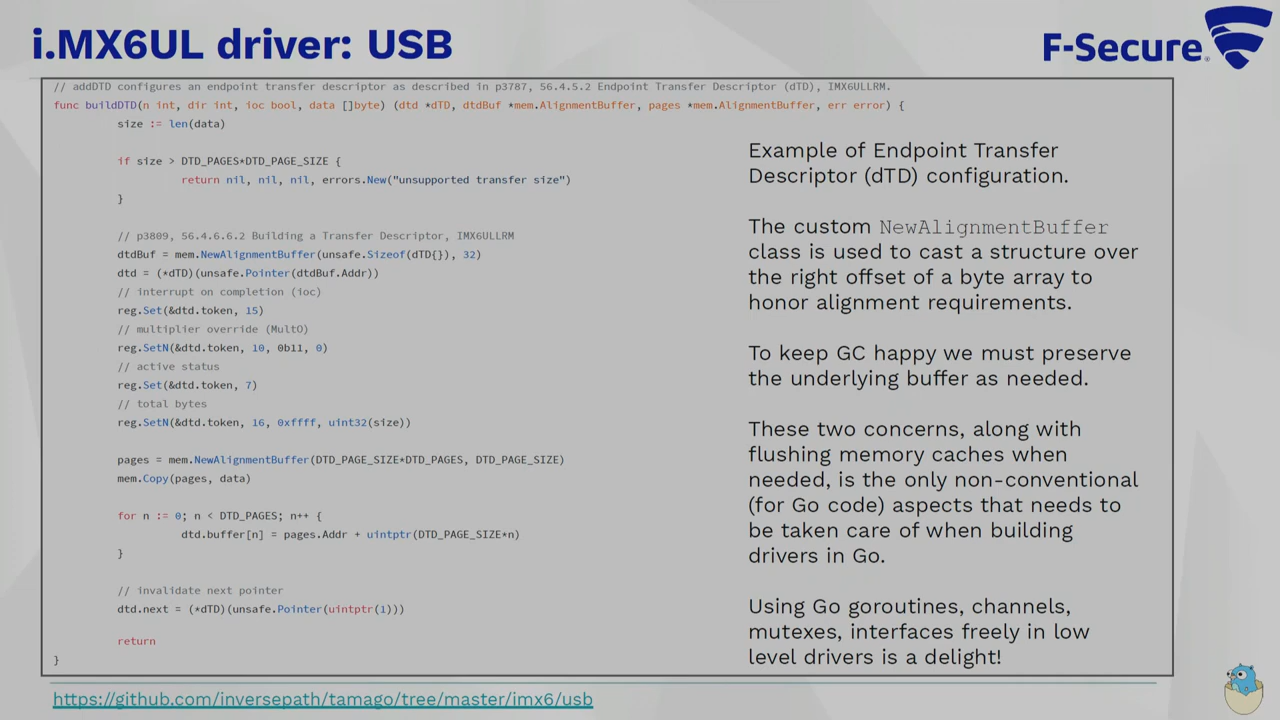 i.MX6UL driver: USB
F-Secure®
// addDTD configures an endpoint transfer descriptor as described in p3787, 56.4.5.2 Endpoint Transfer Descriptor (dTD), IMX6ULLRM.
func buildDTD(n int, dir int, ioc bool, data []byte) (dtd *dTD, dtdBuf *mem.AlignmentBuffer, pages *mem.AlignmentBuffer, err error) {
size := len(data)
if size > DTD_PAGES*DTD_PAGE_SIZE {
return nil, nil, nil, errors.New("unsupported transfer size")
}
// p3809, 56.4.6.6.2 Building a Transfer Descriptor, IMX6ULLRM
dtdBuf = mem.NewAlignmentBuffer(unsafe.Sizeof(dTD{}), 32)
dtd = (*dTD)(unsafe.Pointer(dtdBuf.Addr))
// interrupt on completion (ioc)
reg.Set(&dtd.token, 15)
// multiplier override (MultO)
reg.SetN(&dtd.token, 10, 0b11, 0)
// active status
reg.Set(&dtd.token, 7)
// total bytes
reg.SetN(&dtd.token, 16, 0xffff, uint32(size))
pages = mem.NewAlignmentBuffer(DTD_PAGE_SIZE*DTD_PAGES, DTD_PAGE_SIZE)
mem.Copy(pages, data)
for n := 0; n < DTD_PAGES; n++ {
dtd.buffer[n] = pages.Addr + uintptr(DTD_PAGE_SIZE*n)
}
// invalidate next pointer
dtd.next = (*dTD)(unsafe.Pointer(uintptr(1)))
return
}
Example of Endpoint Transfer
Descriptor (dTD) configuration.
The custom NewAlignmentBuffer
class is used to cast a structure over
the right offset of a byte array to
honor alignment requirements.
To keep GC happy we must preserve
the underlying buffer as needed.
These two concerns, along with
flushing memory caches when
needed, is the only non-conventional
(for Go code) aspects that needs to
be taken care of when building
drivers in Go.
Using Go goroutines, channels,
mutexes, interfaces freely in low
level drivers is a delight!
https://github.com/inversepath/tamago/tree/master/imx6/usb